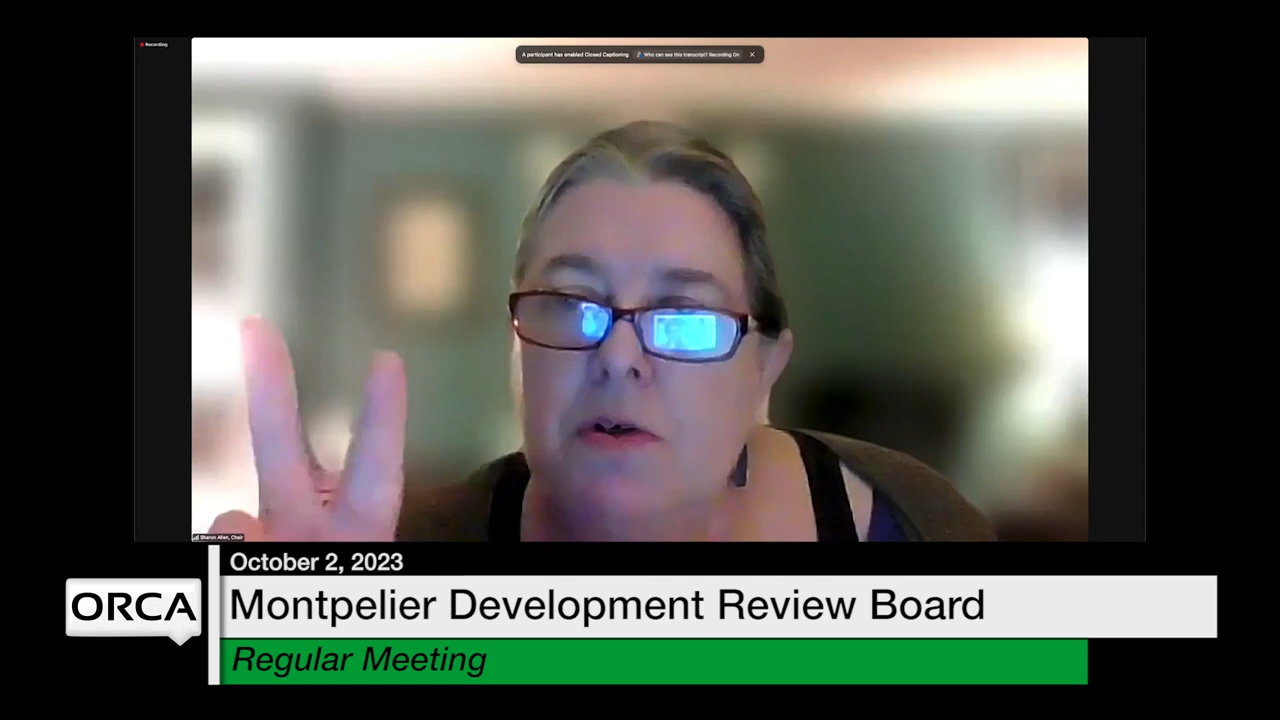 Recording
A participant has enabled Closed Captioning
Who can see this transcript? Recording On
Sharon Allen, Chair
October 2, 2023
ORCA
Montpelier Development Review Board
Regular Meeting